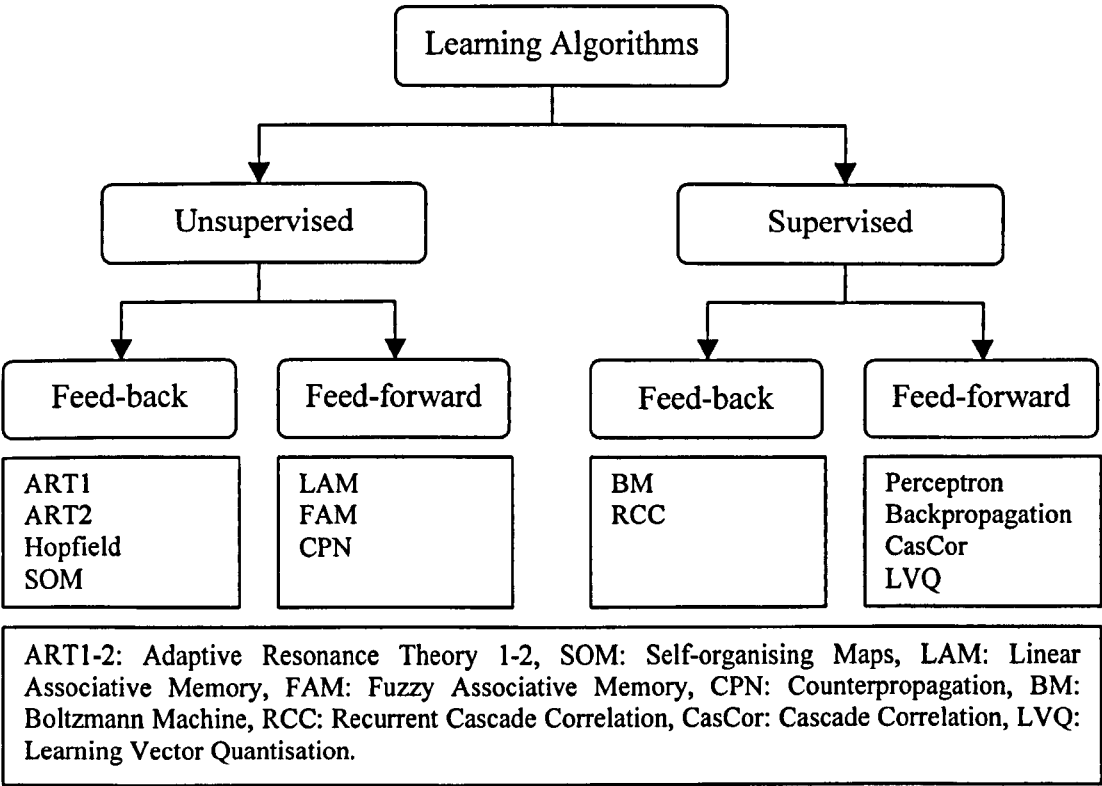 Learning Algorithms
Unsupervised
Supervised
Feed-back
Feed-forward
Feed-back
Feed-forward
ART1
ART2
Hopfield
SOM
LAM
FAM
CPN
BM
RCC
Perceptron
Backpropagation
CasCor
LVQ
ART1-2: Adaptive Resonance Theory 1-2, SOM: Self-organising Maps, LAM: Linear
Associative Memory, FAM: Fuzzy Associative Memory, CPN: Counterpropagation, BM:
Boltzmann Machine, RCC: Recurrent Cascade Correlation, CasCor: Cascade Correlation, LVQ:
Learning Vector Quantisation.